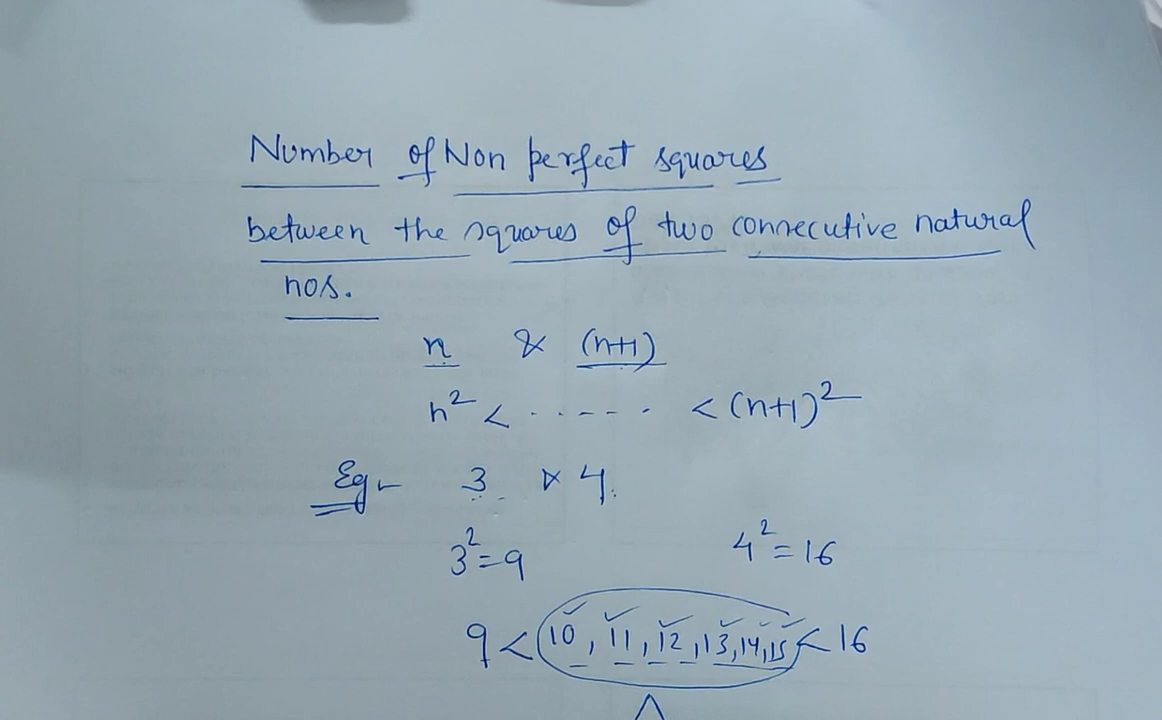 Number of Non perfect squares
between the squares of two consecutive natural
nos.
n & (n+1)
n² < ------ < (n+1)²
Eg- 3 & 4.
3²=9 4²=16
9 < 10, 11, 12, 13, 14, 15 < 16